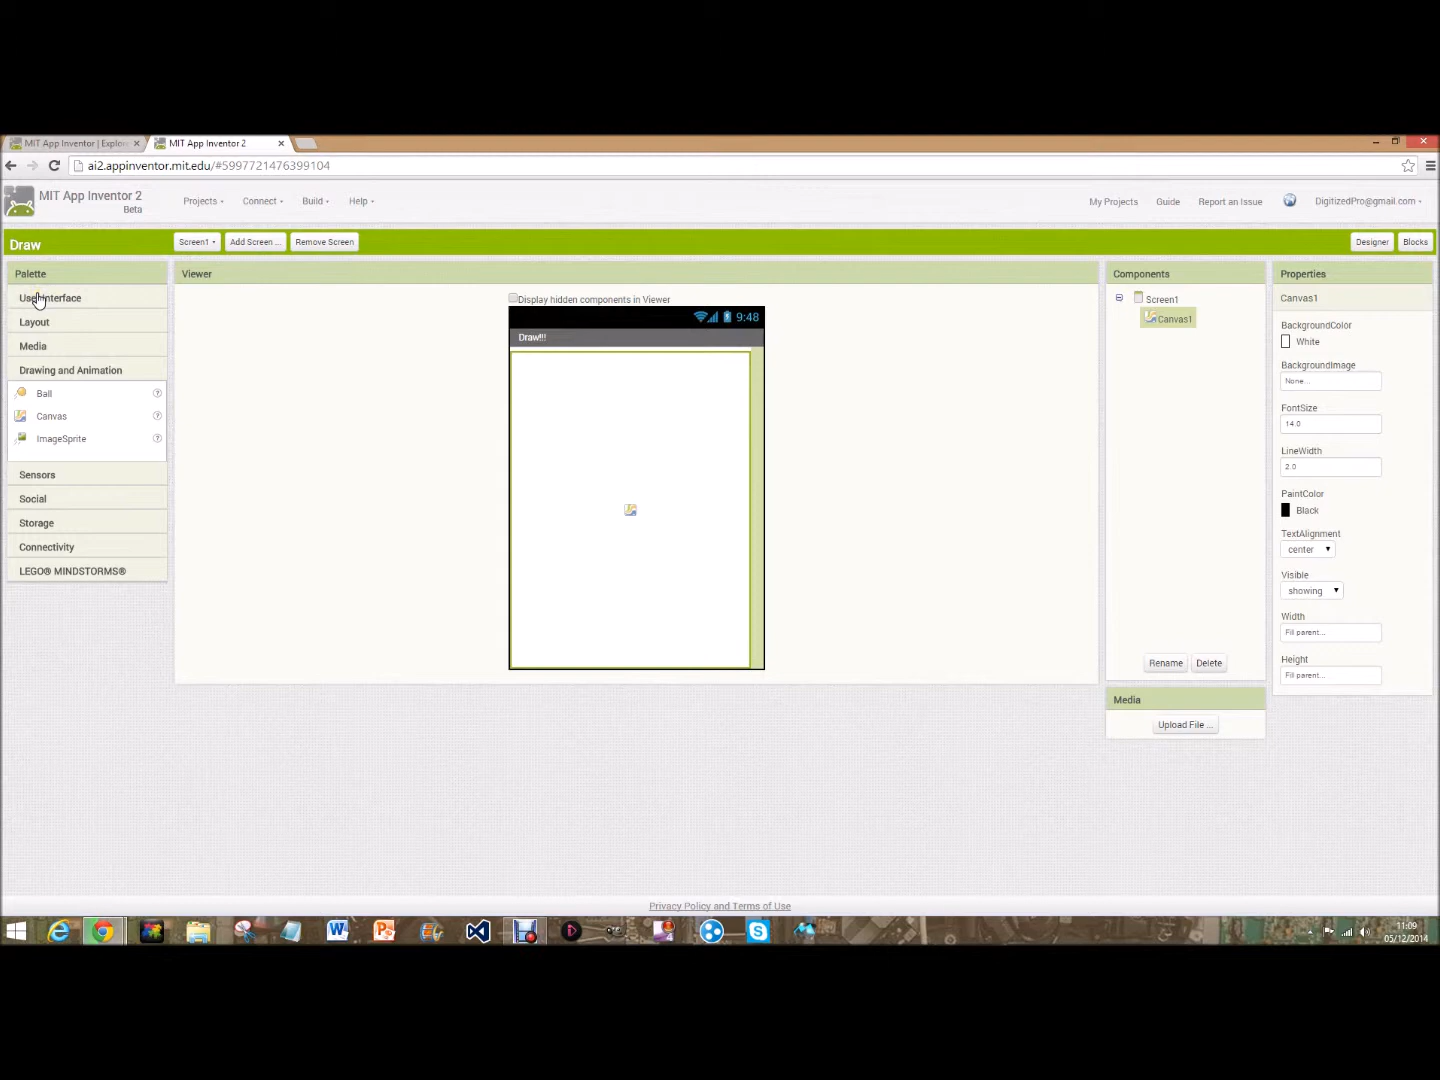 MIT App Inventor | Explo
MIT App Inventor 2
ai2.appinventor.mit.edu/#5997721476399104
MIT App Inventor 2
Beta
Projects
Connect
Build
Help
My Projects
Guide
Report an Issue
DigitizedPro@gmail.com
Draw
Screen1
Add Screen ...
Remove Screen
Designer
Blocks
Palette
Viewer
Components
Properties
User Interface
Layout
Media
Drawing and Animation
Ball
Canvas
ImageSprite
Sensors
Social
Storage
Connectivity
LEGO® MINDSTORMS®
Display hidden components in Viewer
9:48
Draw!!!
Screen1
Canvas1
Rename
Delete
Media
Upload File ...
Canvas1
BackgroundColor
White
BackgroundImage
None...
FontSize
14.0
LineWidth
2.0
PaintColor
Black
TextAlignment
center
Visible
showing
Width
Fill parent...
Height
Fill parent...
Privacy Policy and Terms of Use
11:09
05/12/2014